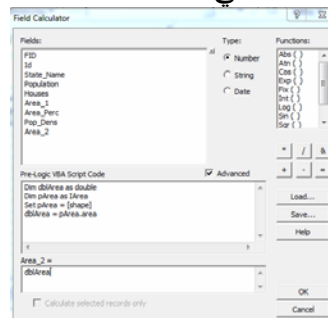 Field Calculator
Fields:
FID
Id
State_Name
Population
Houses
Area_1
Area_Perc
Pop_Dens
Area_2
Type:
Number
String
Date
Functions:
Abs ( )
Atn ( )
Cos ( )
Exp ( )
Fix ( )
Int ( )
Log ( )
Sin ( )
Sqr ( )
* / &
+ - =
Pre-Logic VBA Script Code
Advanced
Dim dblArea as double
Dim pArea as IArea
Set pArea = [shape]
dblArea = pArea.area
Load...
Save...
Help
Area_2 =
dblArea
Calculate selected records only
OK
Cancel